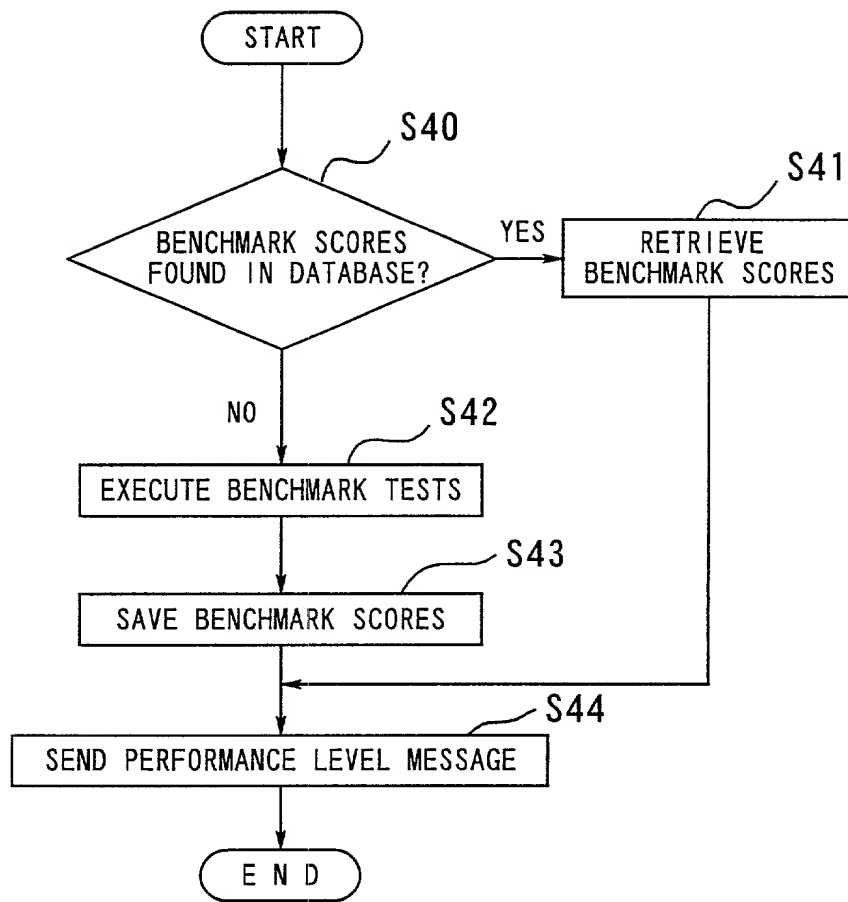 START
S40
S41
BENCHMARK SCORES
FOUND IN DATABASE?
YES
RETRIEVE
BENCHMARK SCORES
NO
S42
EXECUTE BENCHMARK TESTS
S43
SAVE BENCHMARK SCORES
S44
SEND PERFORMANCE LEVEL MESSAGE
E N D